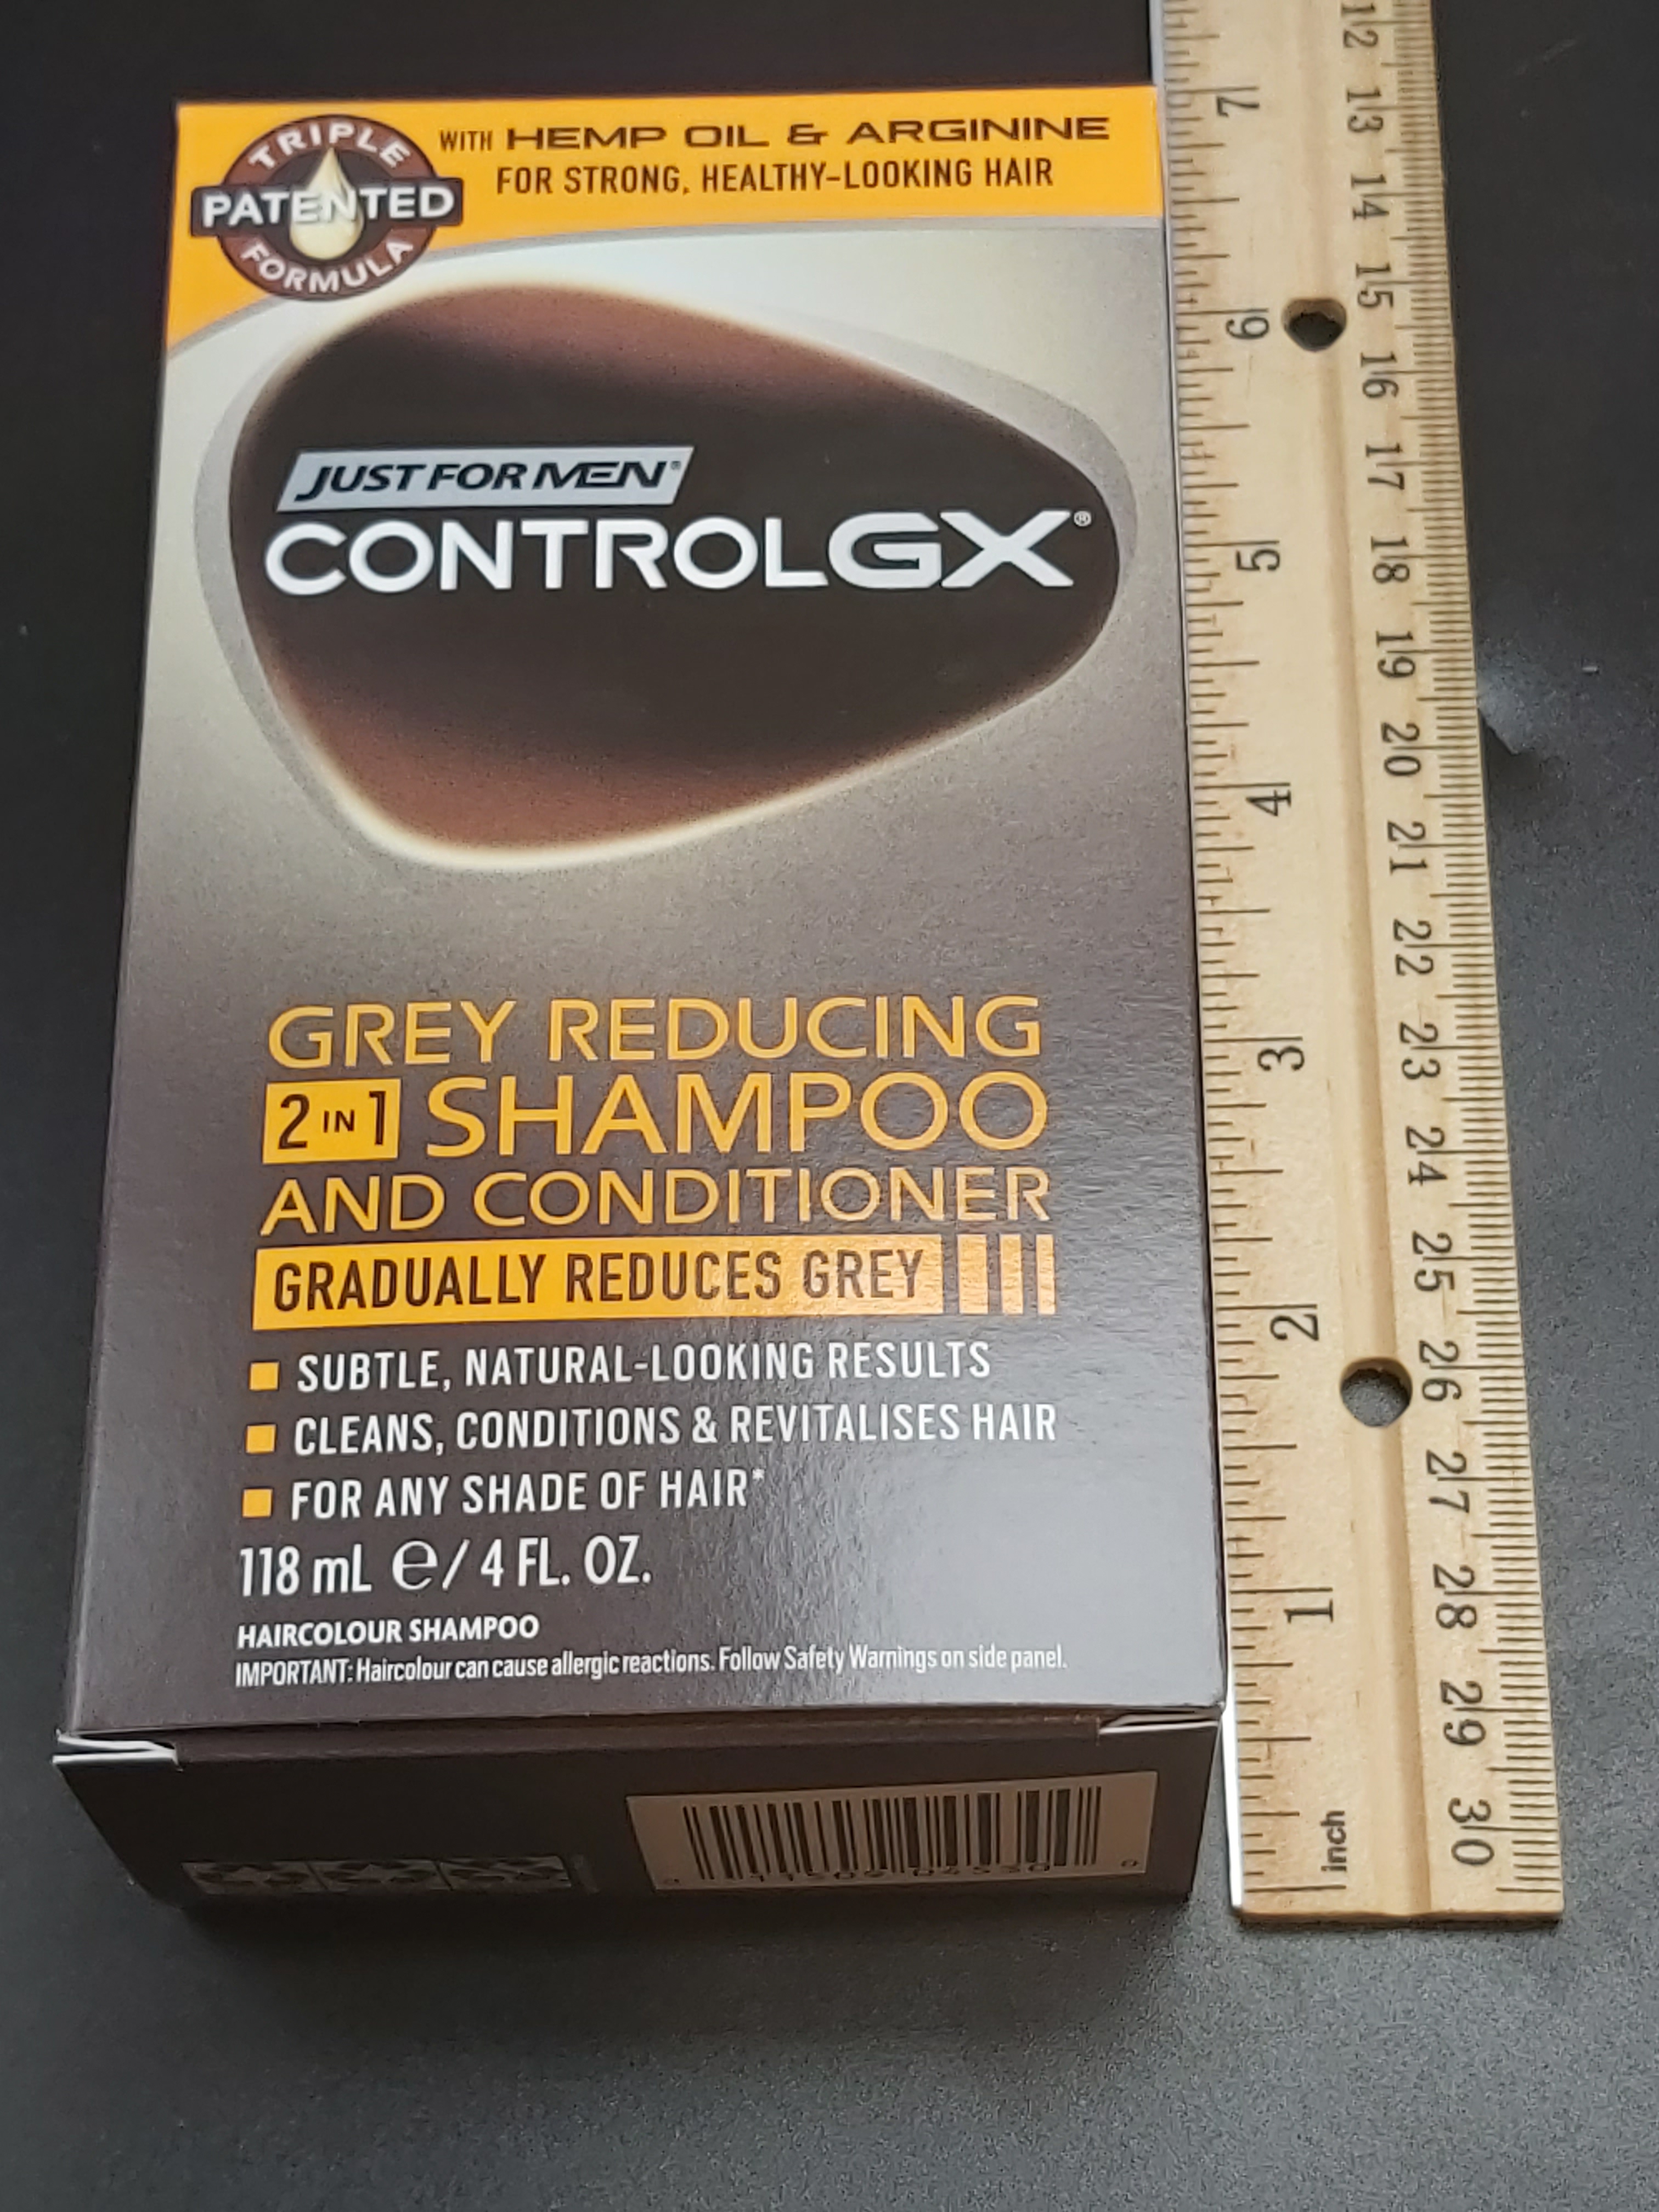 TRIPLE
PATENTED
FORMULA
WITH HEMP OIL & ARGININE
FOR STRONG, HEALTHY-LOOKING HAIR
JUST FOR MEN®
CONTROLGX®
GREY REDUCING
2 IN 1 SHAMPOO
AND CONDITIONER
GRADUALLY REDUCES GREY
SUBTLE, NATURAL-LOOKING RESULTS
CLEANS, CONDITIONS & REVITALISES HAIR
FOR ANY SHADE OF HAIR*
118 mL ℮/ 4 FL. OZ.
HAIRCOLOUR SHAMPOO
IMPORTANT: Haircolour can cause allergic reactions. Follow Safety Warnings on side panel.
7 6 5 4 3 2 1 inch
12 13 14 15 16 17 18 19 20 21 22 23 24 25 26 27 28 29 30